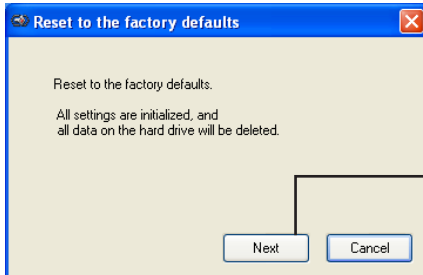 Reset to the factory defaults
Reset to the factory defaults.
All settings are initialized, and
all data on the hard drive will be deleted.
Next
Cancel